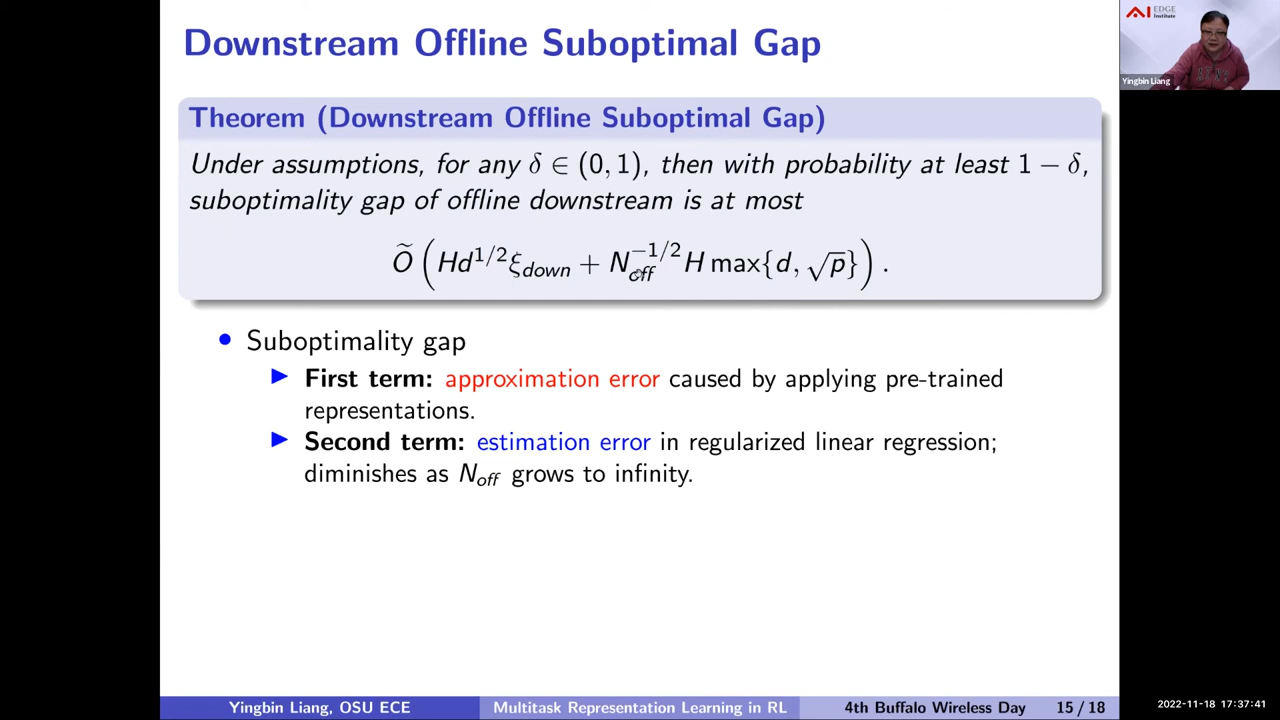 Downstream Offline Suboptimal Gap
AI EDGE
Institute
Yingbin Liang
Theorem (Downstream Offline Suboptimal Gap)
Under assumptions, for any δ ∈ (0, 1), then with probability at least 1 − δ,
suboptimality gap of offline downstream is at most
Õ(Hd^{1/2}ξ_{down} + N_{off}^{−1/2} H max{d, √p}).
• Suboptimality gap
▶ First term: approximation error caused by applying pre-trained
representations.
▶ Second term: estimation error in regularized linear regression;
diminishes as N_{off} grows to infinity.
Yingbin Liang, OSU ECE
Multitask Representation Learning in RL
4th Buffalo Wireless Day
15 / 18
2022-11-18 17:37:41